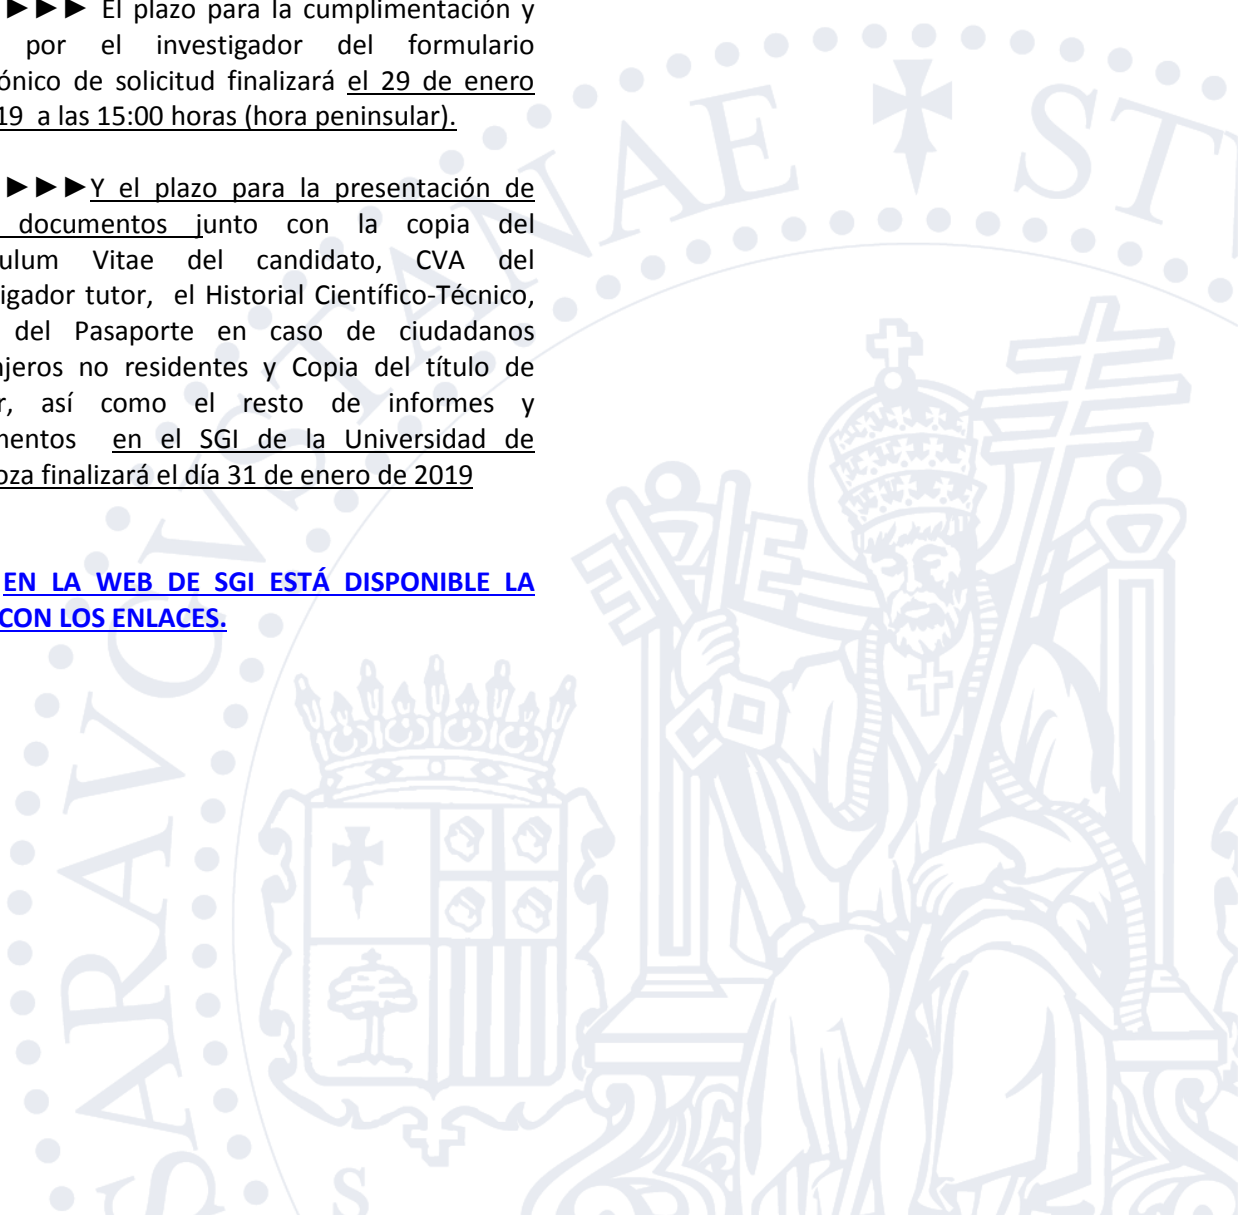 ►►► El plazo para la cumplimentación y
por el investigador del formulario
ónico de solicitud finalizará el 29 de enero
19 a las 15:00 horas (hora peninsular).
►►►Y el plazo para la presentación de
documentos junto con la copia del
ulum Vitae del candidato, CVA del
igador tutor, el Historial Científico-Técnico,
del Pasaporte en caso de ciudadanos
njeros no residentes y Copia del título de
r, así como el resto de informes y
mentos en el SGI de la Universidad de
oza finalizará el día 31 de enero de 2019
EN LA WEB DE SGI ESTÁ DISPONIBLE LA
CON LOS ENLACES.
SARAVGVSTANAE ST
S